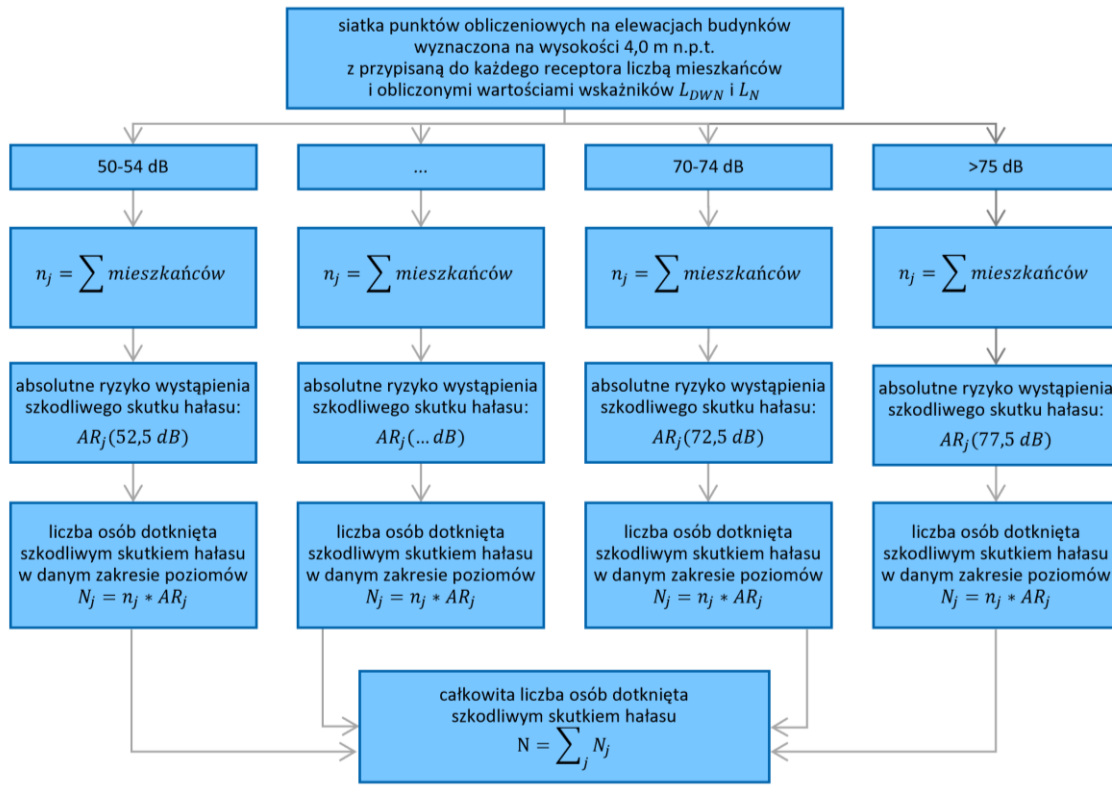 siatka punktów obliczeniowych na elewacjach budynków
wyznaczona na wysokości 4,0 m n.p.t.
z przypisaną do każdego receptora liczbą mieszkańców
i obliczonymi wartościami wskaźników L_{DWN} i L_N
50-54 dB
...
70-74 dB
>75 dB
n_j = ∑ mieszkańców
n_j = ∑ mieszkańców
n_j = ∑ mieszkańców
n_j = ∑ mieszkańców
absolutne ryzyko wystąpienia
szkodliwego skutku hałasu:
AR_j(52,5 dB)
absolutne ryzyko wystąpienia
szkodliwego skutku hałasu:
AR_j(... dB)
absolutne ryzyko wystąpienia
szkodliwego skutku hałasu:
AR_j(72,5 dB)
absolutne ryzyko wystąpienia
szkodliwego skutku hałasu:
AR_j(77,5 dB)
liczba osób dotknięta
szkodliwym skutkiem hałasu
w danym zakresie poziomów
N_j = n_j * AR_j
liczba osób dotknięta
szkodliwym skutkiem hałasu
w danym zakresie poziomów
N_j = n_j * AR_j
liczba osób dotknięta
szkodliwym skutkiem hałasu
w danym zakresie poziomów
N_j = n_j * AR_j
liczba osób dotknięta
szkodliwym skutkiem hałasu
w danym zakresie poziomów
N_j = n_j * AR_j
całkowita liczba osób dotknięta
szkodliwym skutkiem hałasu
N = ∑_j N_j